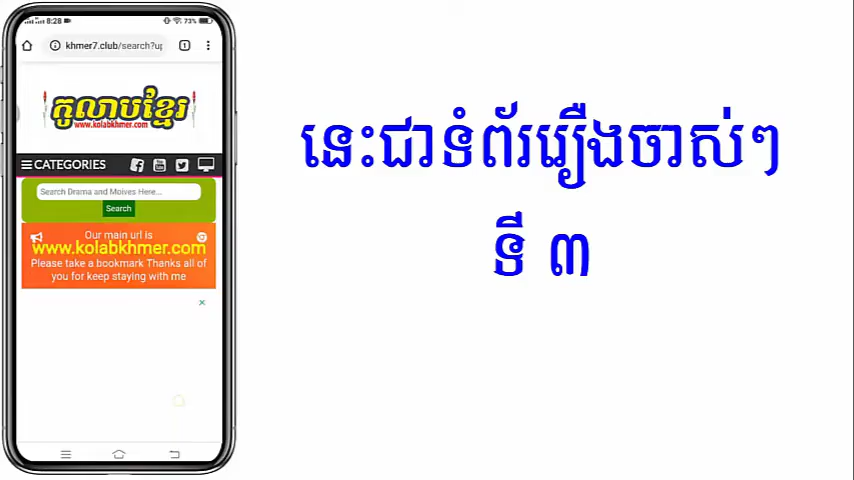 8:28
73%
khmer7.club/search?up
1
កូលាបខ្មែរ
www.kolabkhmer.com
CATEGORIES
Search Drama and Moives Here...
Search
Our main url is
www.kolabkhmer.com
Please take a bookmark Thanks all of
you for keep staying with me
នេះជាទំព័ររឿងចាស់ៗ
ទី ៣